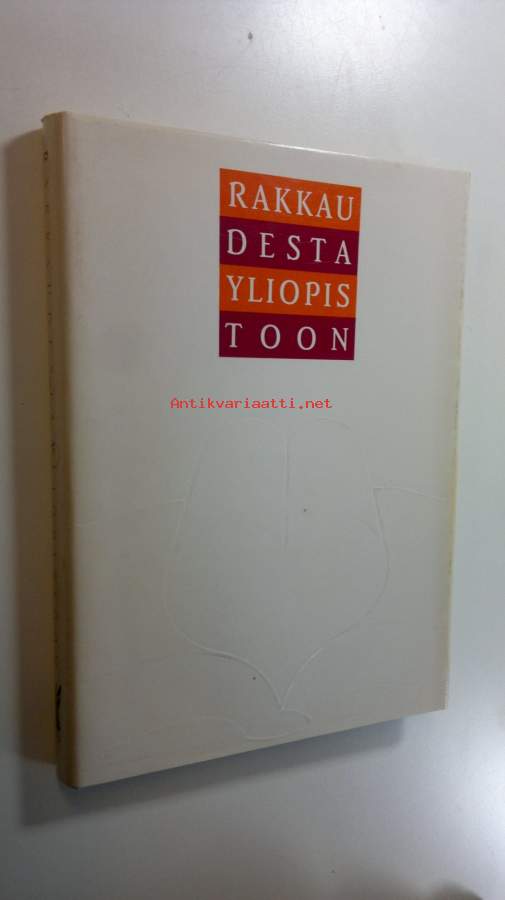 RAKKAU
DESTA
YLIOPIS
TOON
Antikvariaatti.net